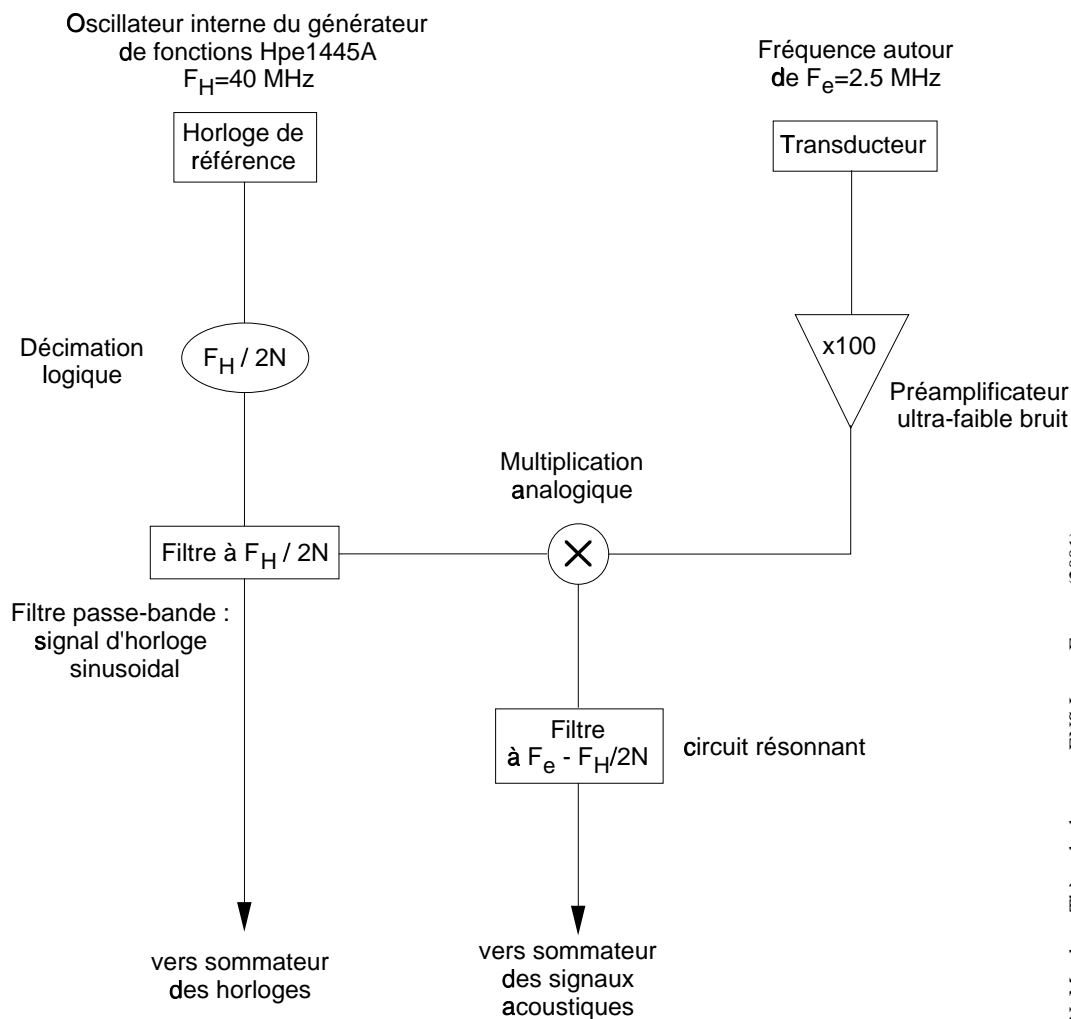 Oscillateur interne du générateur
de fonctions Hpe1445A
F_H=40 MHz
Fréquence autour
de F_e=2.5 MHz
Horloge de
référence
Transducteur
Décimation
logique
F_H / 2N
x100
Préamplificateur
ultra-faible bruit
Multiplication
analogique
Filtre à F_H / 2N
×
Filtre passe-bande :
signal d'horloge
sinusoidal
Filtre
à F_e - F_H/2N
circuit résonnant
vers sommateur
des horloges
vers sommateur
des signaux
acoustiques